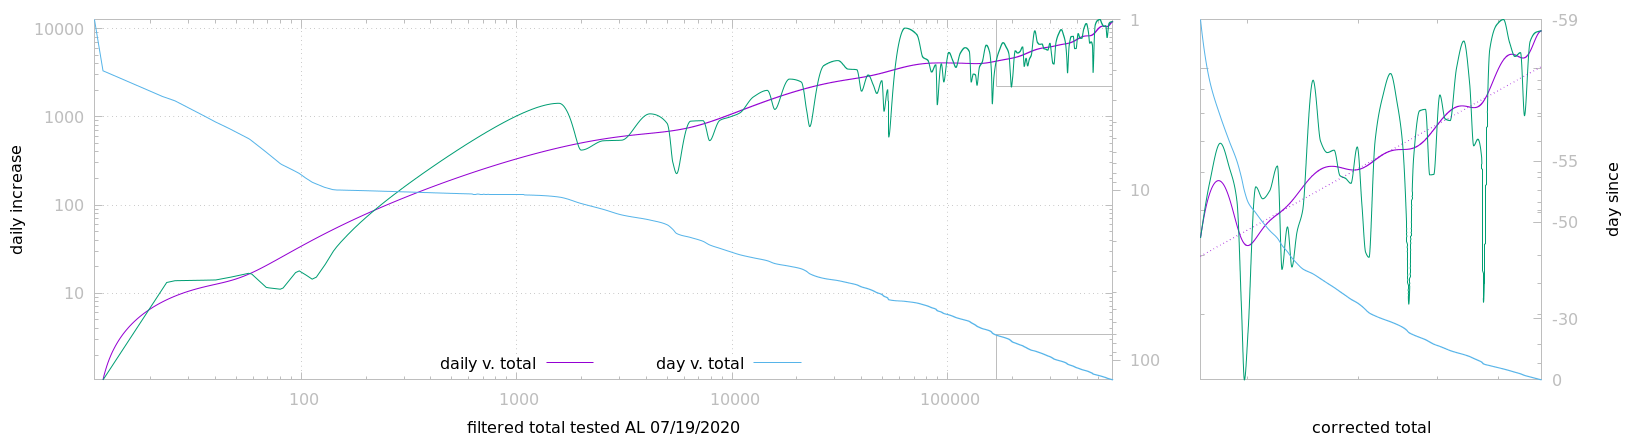 10000
1000
100
10
daily increase
1
10
100
daily v. total
day v. total
100
1000
10000
100000
filtered total tested AL 07/19/2020
-59
-55
-50
-30
0
day since
corrected total